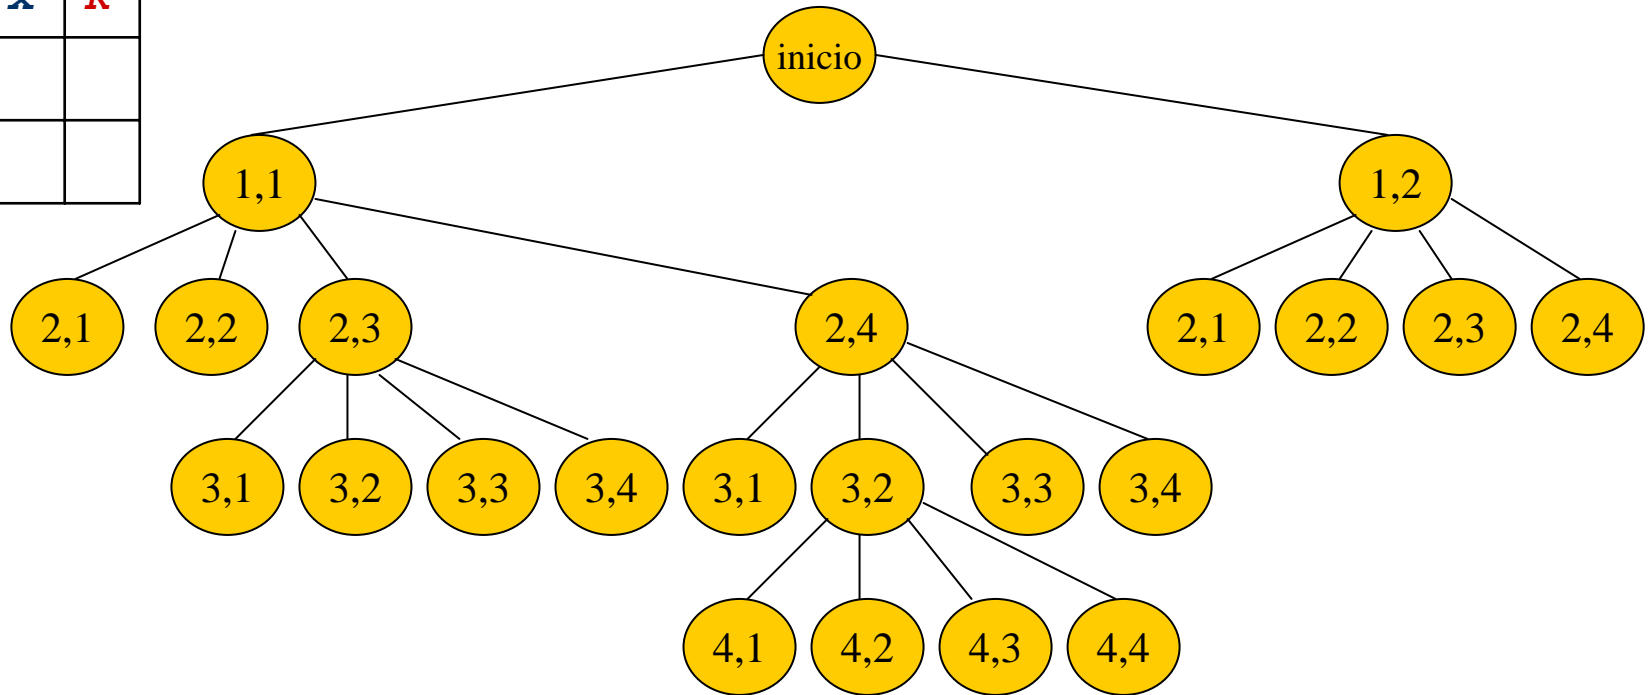 inicio
1,1 1,2
2,1 2,2 2,3 2,4 2,1 2,2 2,3 2,4
3,1 3,2 3,3 3,4 3,1 3,2 3,3 3,4
4,1 4,2 4,3 4,4